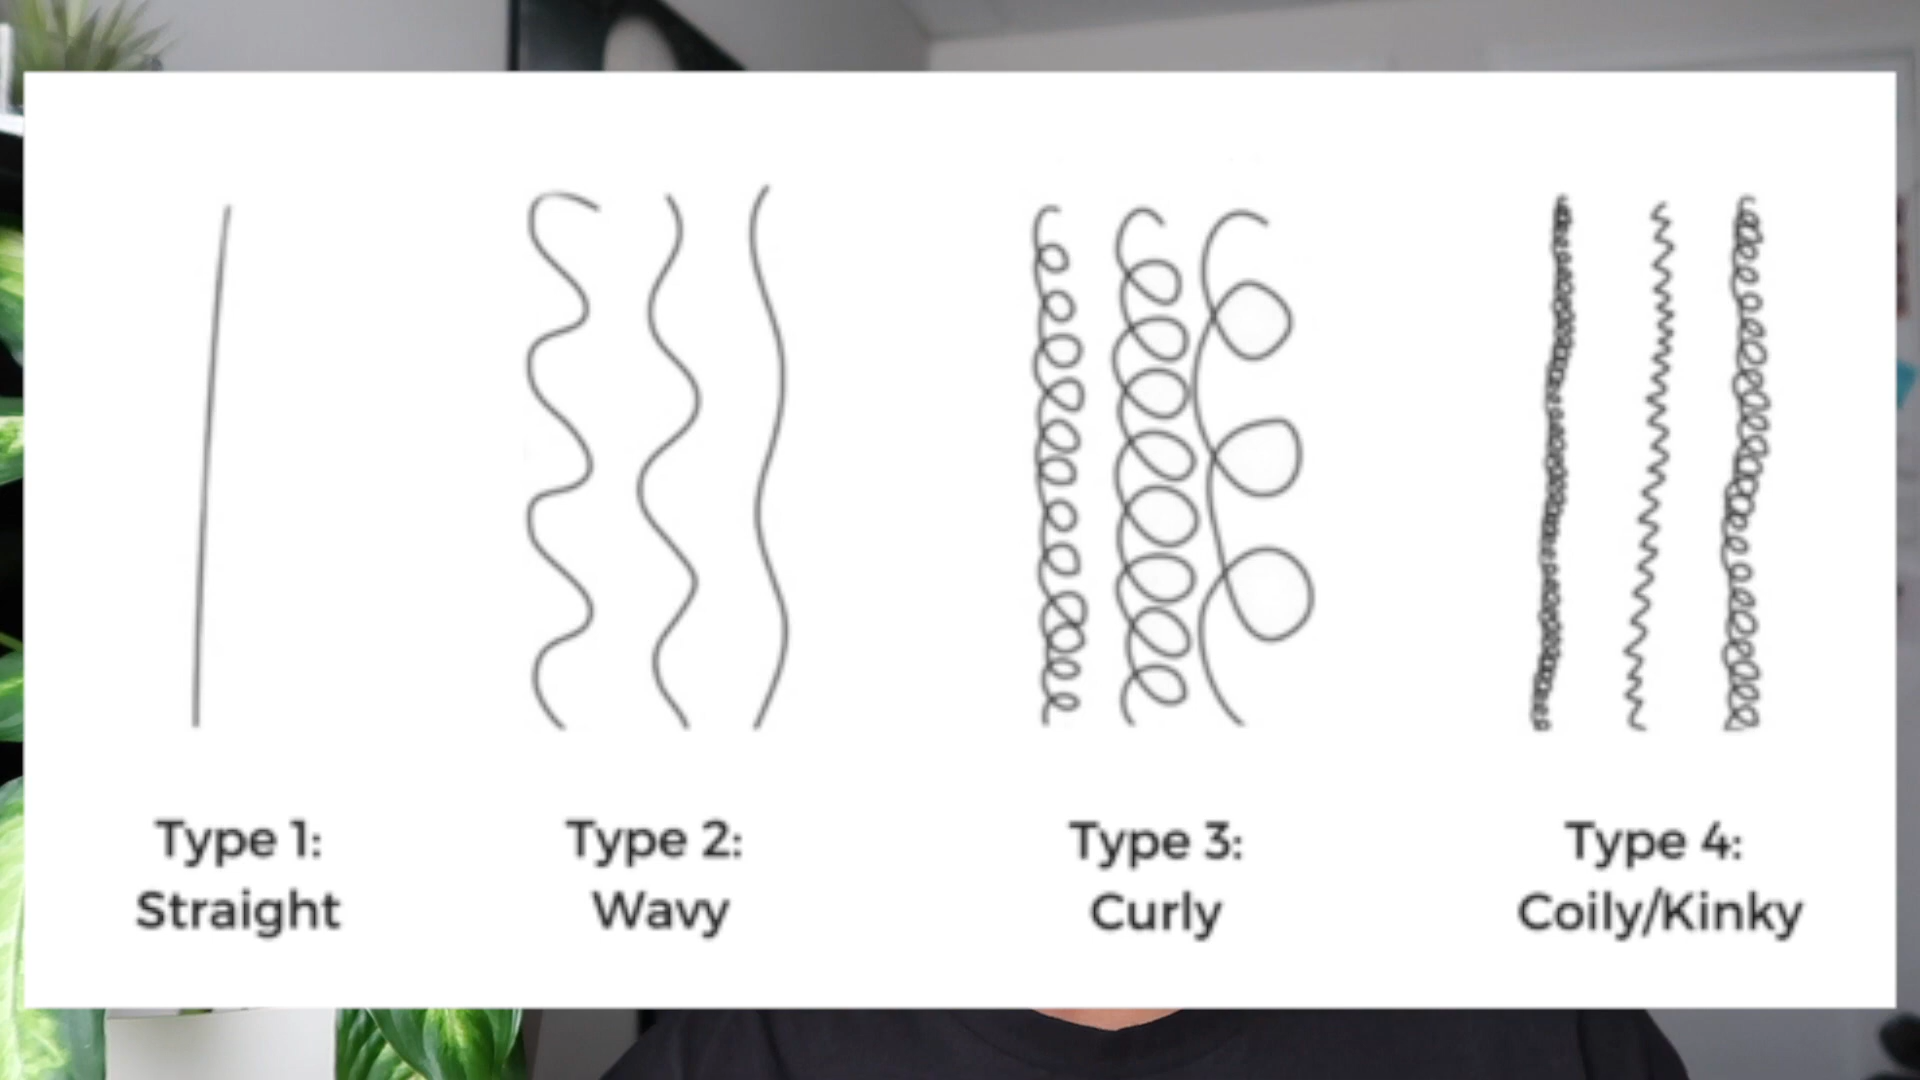 Type 1:
Straight
Type 2:
Wavy
Type 3:
Curly
Type 4:
Coily/Kinky